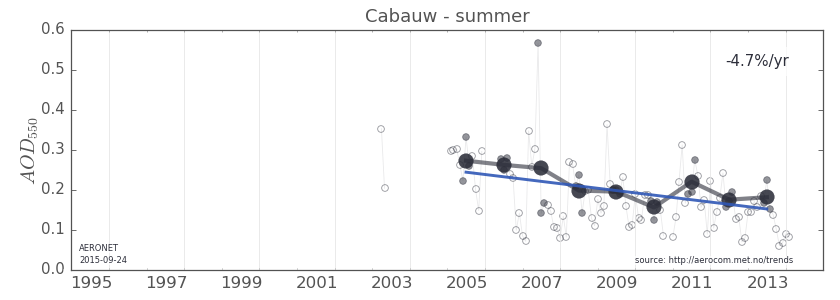 Cabauw - summer
-4.7%/yr
AOD550
0.6
0.5
0.4
0.3
0.2
0.1
0.0
AERONET
2015-09-24
source: http://aerocom.met.no/trends
1995 1997 1999 2001 2003 2005 2007 2009 2011 2013